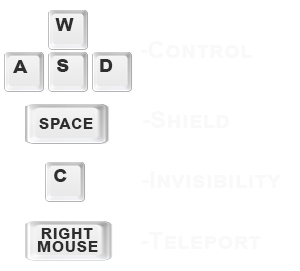 W
A S D -Control
SPACE -Shield
C -Invisibility
RIGHT
MOUSE -Teleport